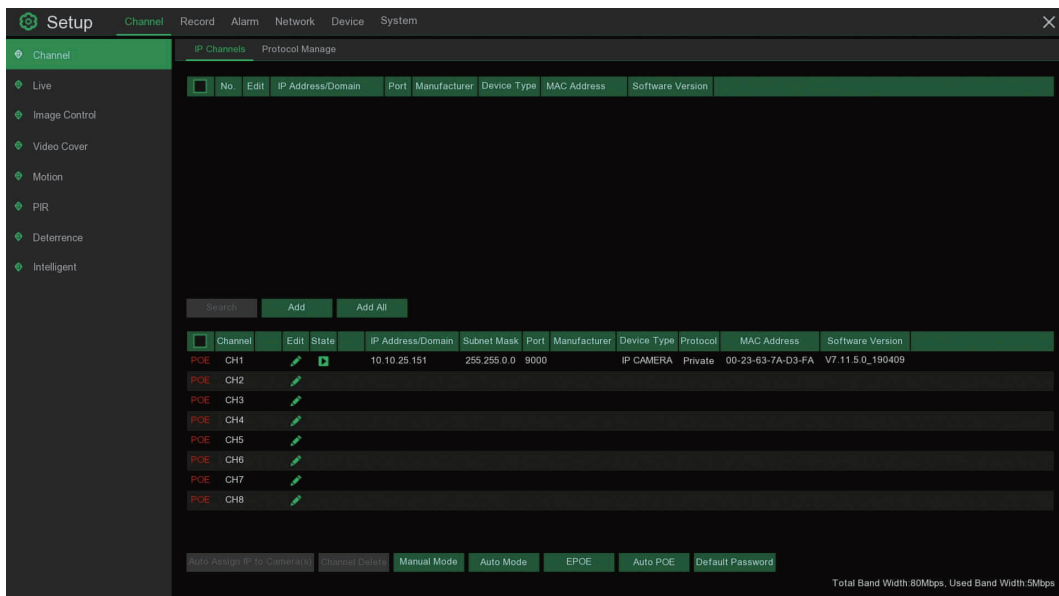 Setup Channel Record Alarm Network Device System
Channel
Live
Image Control
Video Cover
Motion
PIR
Deterrence
Intelligent
IP Channels Protocol Manage
No. Edit IP Address/Domain Port Manufacturer Device Type MAC Address Software Version
Search Add Add All
Channel Edit State IP Address/Domain Subnet Mask Port Manufacturer Device Type Protocol MAC Address Software Version
POE CH1 10.10.25.151 255.255.0.0 9000 IP CAMERA Private 00-23-63-7A-D3-FA V7.11.5.0_190409
POE CH2
POE CH3
POE CH4
POE CH5
POE CH6
POE CH7
POE CH8
Auto Assign IP to Camera(s) Channel Delete Manual Mode Auto Mode EPOE Auto POE Default Password
Total Band Width:80Mbps, Used Band Width:5Mbps